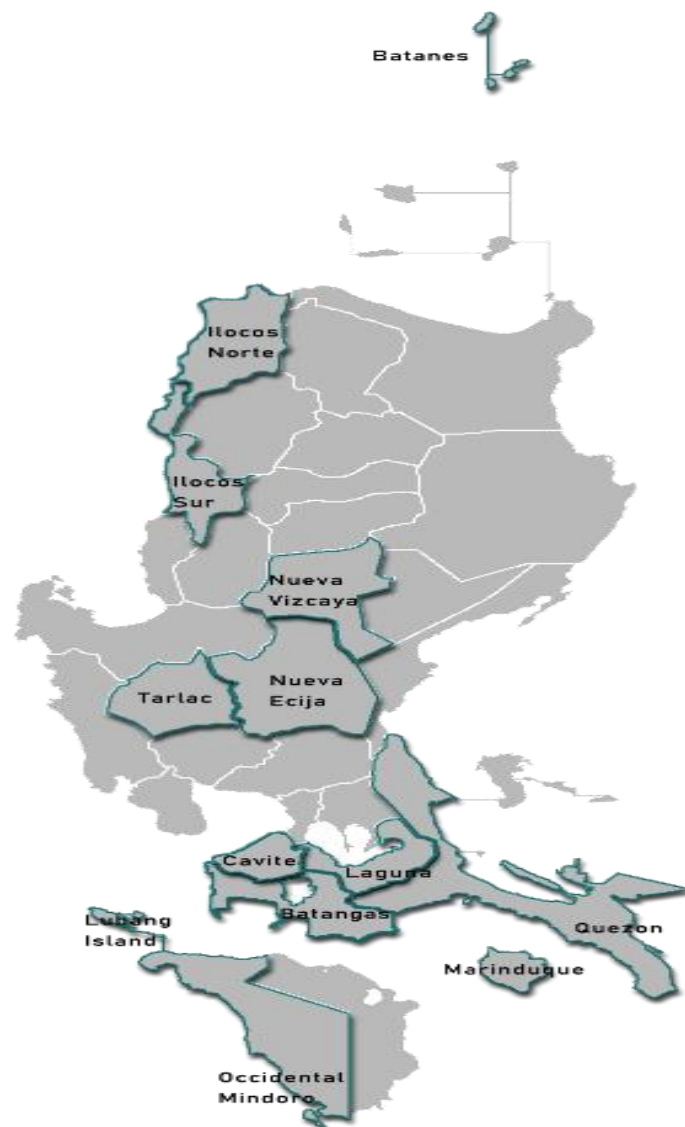 Batanes
Ilocos
Norte
Ilocos
Sur
Nueva
Vizcaya
Nueva
Ecija
Tarlac
Cavite
Laguna
Batangas
Lubang
Island
Quezon
Marinduque
Occidental
Mindoro